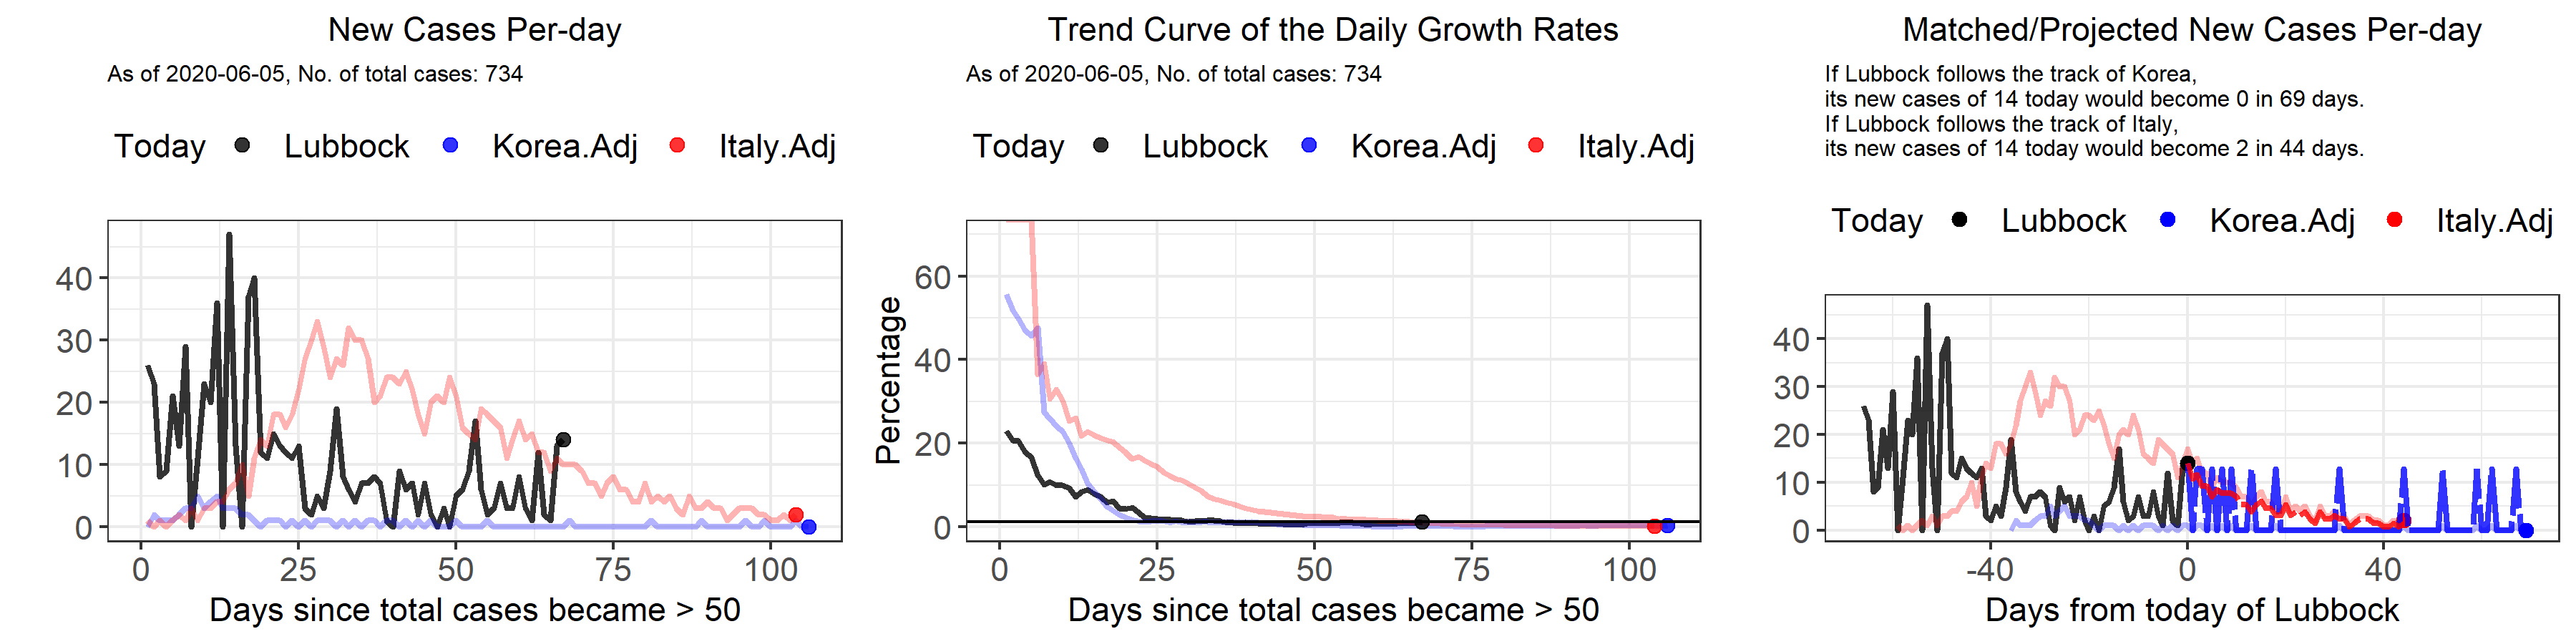 New Cases Per-day
As of 2020-06-05, No. of total cases: 734
Today Lubbock Korea.Adj Italy.Adj
40
30
20
10
0
0 25 50 75 100
Days since total cases became > 50
Trend Curve of the Daily Growth Rates
As of 2020-06-05, No. of total cases: 734
Today Lubbock Korea.Adj Italy.Adj
Percentage
60
40
20
0
0 25 50 75 100
Days since total cases became > 50
Matched/Projected New Cases Per-day
If Lubbock follows the track of Korea,
its new cases of 14 today would become 0 in 69 days.
If Lubbock follows the track of Italy,
its new cases of 14 today would become 2 in 44 days.
Today Lubbock Korea.Adj Italy.Adj
40
30
20
10
0
-40 0 40
Days from today of Lubbock